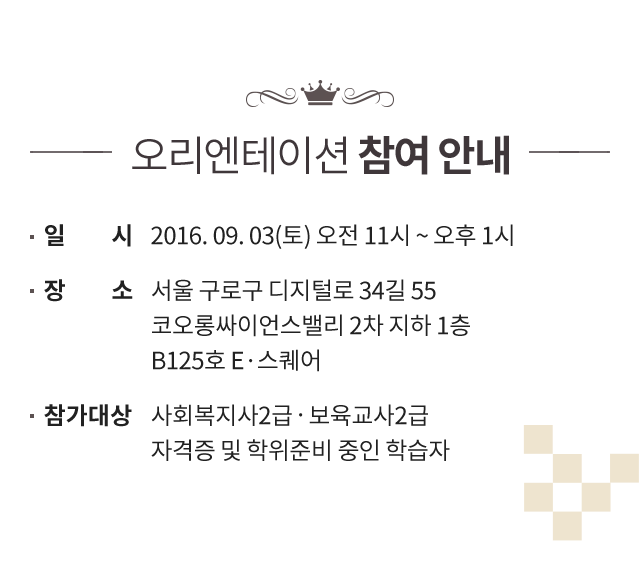 오리엔테이션 참여 안내
· 일 시 2016. 09. 03(토) 오전 11시 ~ 오후 1시
· 장 소 서울 구로구 디지털로 34길 55
코오롱싸이언스밸리 2차 지하 1층
B125호 E·스퀘어
· 참가대상 사회복지사2급 · 보육교사2급
자격증 및 학위준비 중인 학습자